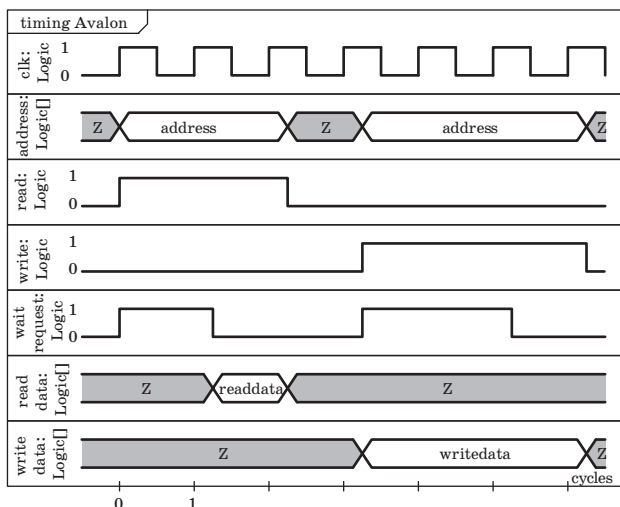 timing Avalon
clk:
Logic
1
0
address:
Logic[]
Z
address
Z
address
Z
read:
Logic
1
0
write:
Logic
1
0
wait
request:
Logic
1
0
read
data:
Logic[]
Z
readdata
Z
write
data:
Logic[]
Z
writedata
Z
cycles
0
1